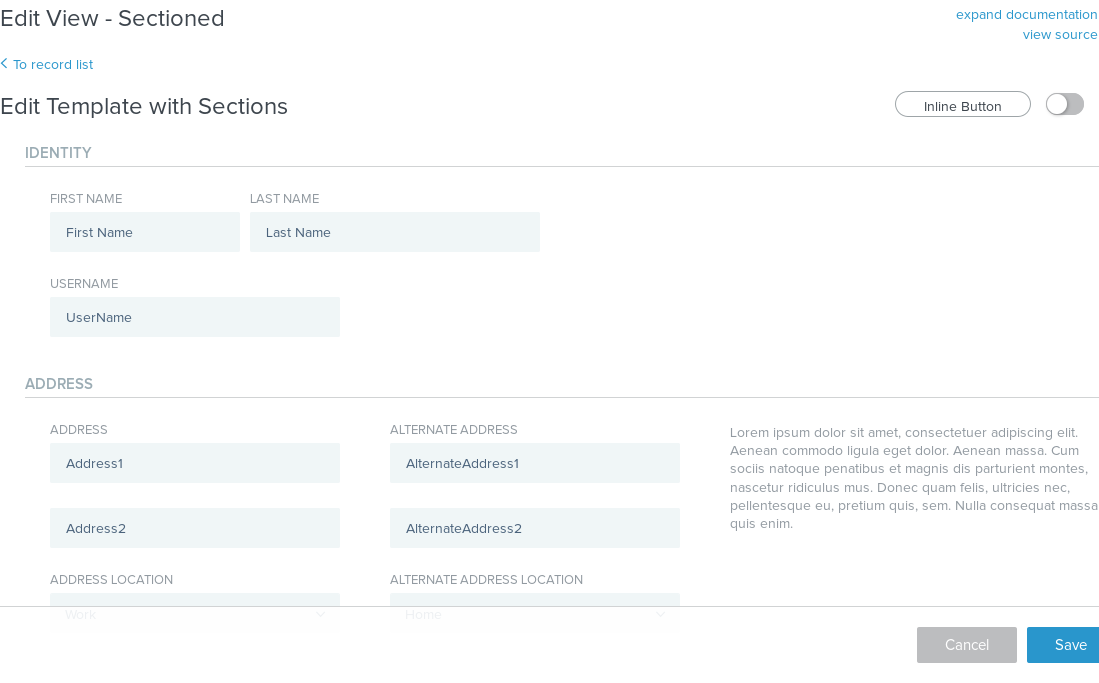 Edit View - Sectioned
expand documentation
view source
To record list
Edit Template with Sections
Inline Button
IDENTITY
FIRST NAME LAST NAME
First Name Last Name
USERNAME
UserName
ADDRESS
ADDRESS ALTERNATE ADDRESS
Address1 AlternateAddress1
Address2 AlternateAddress2
Lorem ipsum dolor sit amet, consectetuer adipiscing elit.
Aenean commodo ligula eget dolor. Aenean massa. Cum
sociis natoque penatibus et magnis dis parturient montes,
nascetur ridiculus mus. Donec quam felis, ultricies nec,
pellentesque eu, pretium quis, sem. Nulla consequat massa
quis enim.
ADDRESS LOCATION ALTERNATE ADDRESS LOCATION
Work Home
Cancel Save